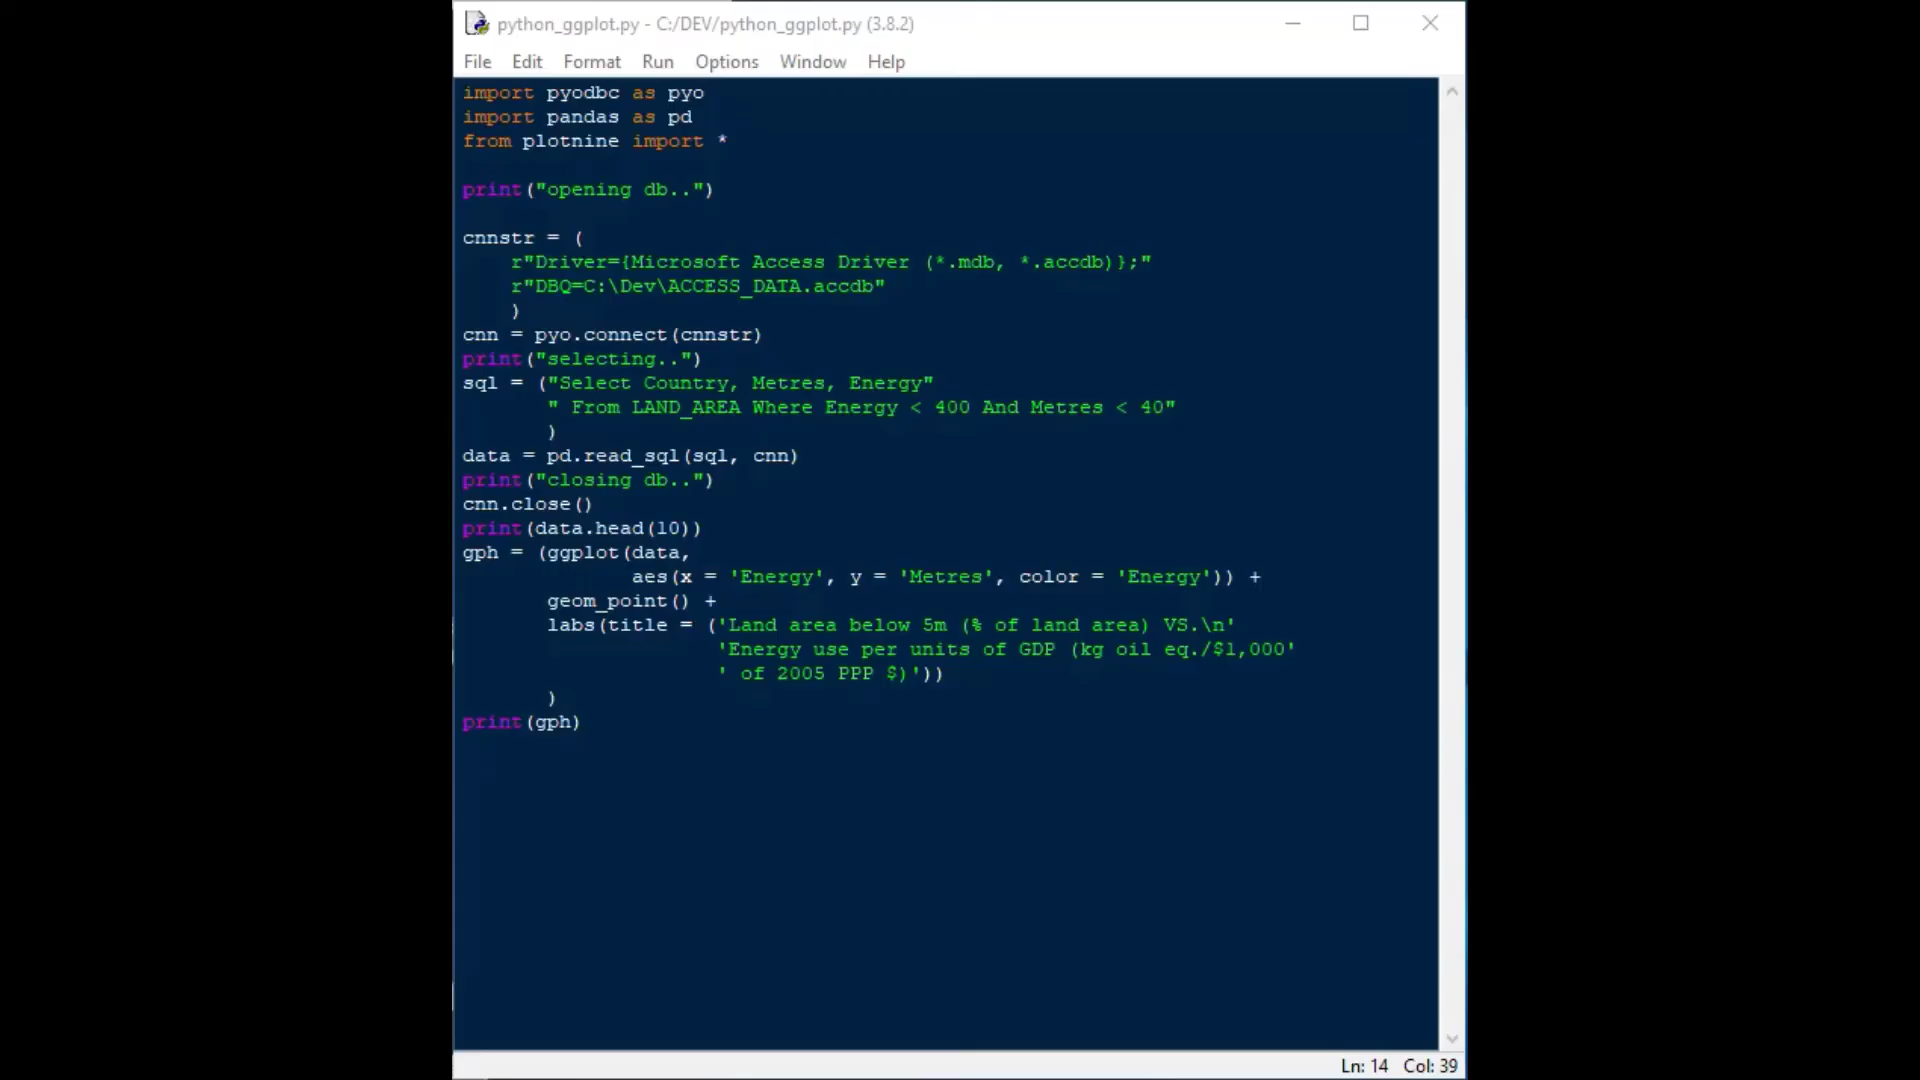 python_ggplot.py - C:/DEV/python_ggplot.py (3.8.2)
File Edit Format Run Options Window Help
import pyodbc as pyo
import pandas as pd
from plotnine import *
print("opening db..")
cnnstr = (
    r"Driver={Microsoft Access Driver (*.mdb, *.accdb)};"
    r"DBQ=C:\Dev\ACCESS_DATA.accdb"
    )
cnn = pyo.connect(cnnstr)
print("selecting..")
sql = ("Select Country, Metres, Energy"
       " From LAND_AREA Where Energy < 400 And Metres < 40"
       )
data = pd.read_sql(sql, cnn)
print("closing db..")
cnn.close()
print(data.head(10))
gph = (ggplot(data,
              aes(x = 'Energy', y = 'Metres', color = 'Energy')) +
       geom_point() +
       labs(title = ('Land area below 5m (% of land area) VS.\n'
                     'Energy use per units of GDP (kg oil eq./$1,000'
                     ' of 2005 PPP $)'))
       )
print(gph)
Ln: 14 Col: 39